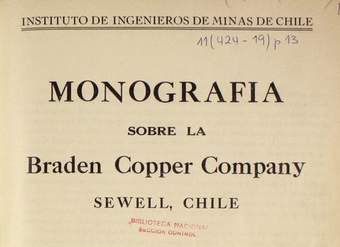 INSTITUTO DE INGENIEROS DE MINAS DE CHILE
11(424-19) p 13
MONOGRAFIA
SOBRE LA
Braden Copper Company
SEWELL, CHILE
BIBLIOTECA NACIONAL
SECCIÓN CONTROL